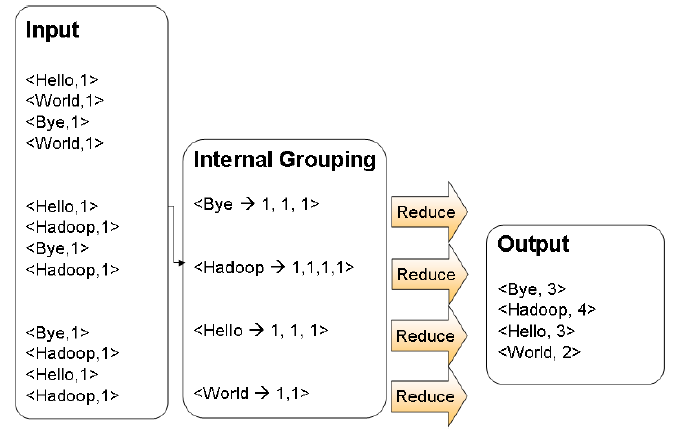 Input
<Hello,1>
<World,1>
<Bye,1>
<World,1>
<Hello,1>
<Hadoop,1>
<Bye,1>
<Hadoop,1>
<Bye,1>
<Hadoop,1>
<Hello,1>
<Hadoop,1>
Internal Grouping
<Bye → 1, 1, 1>
<Hadoop → 1,1,1,1>
<Hello → 1, 1, 1>
<World → 1,1>
Reduce
Reduce
Reduce
Reduce
Output
<Bye, 3>
<Hadoop, 4>
<Hello, 3>
<World, 2>